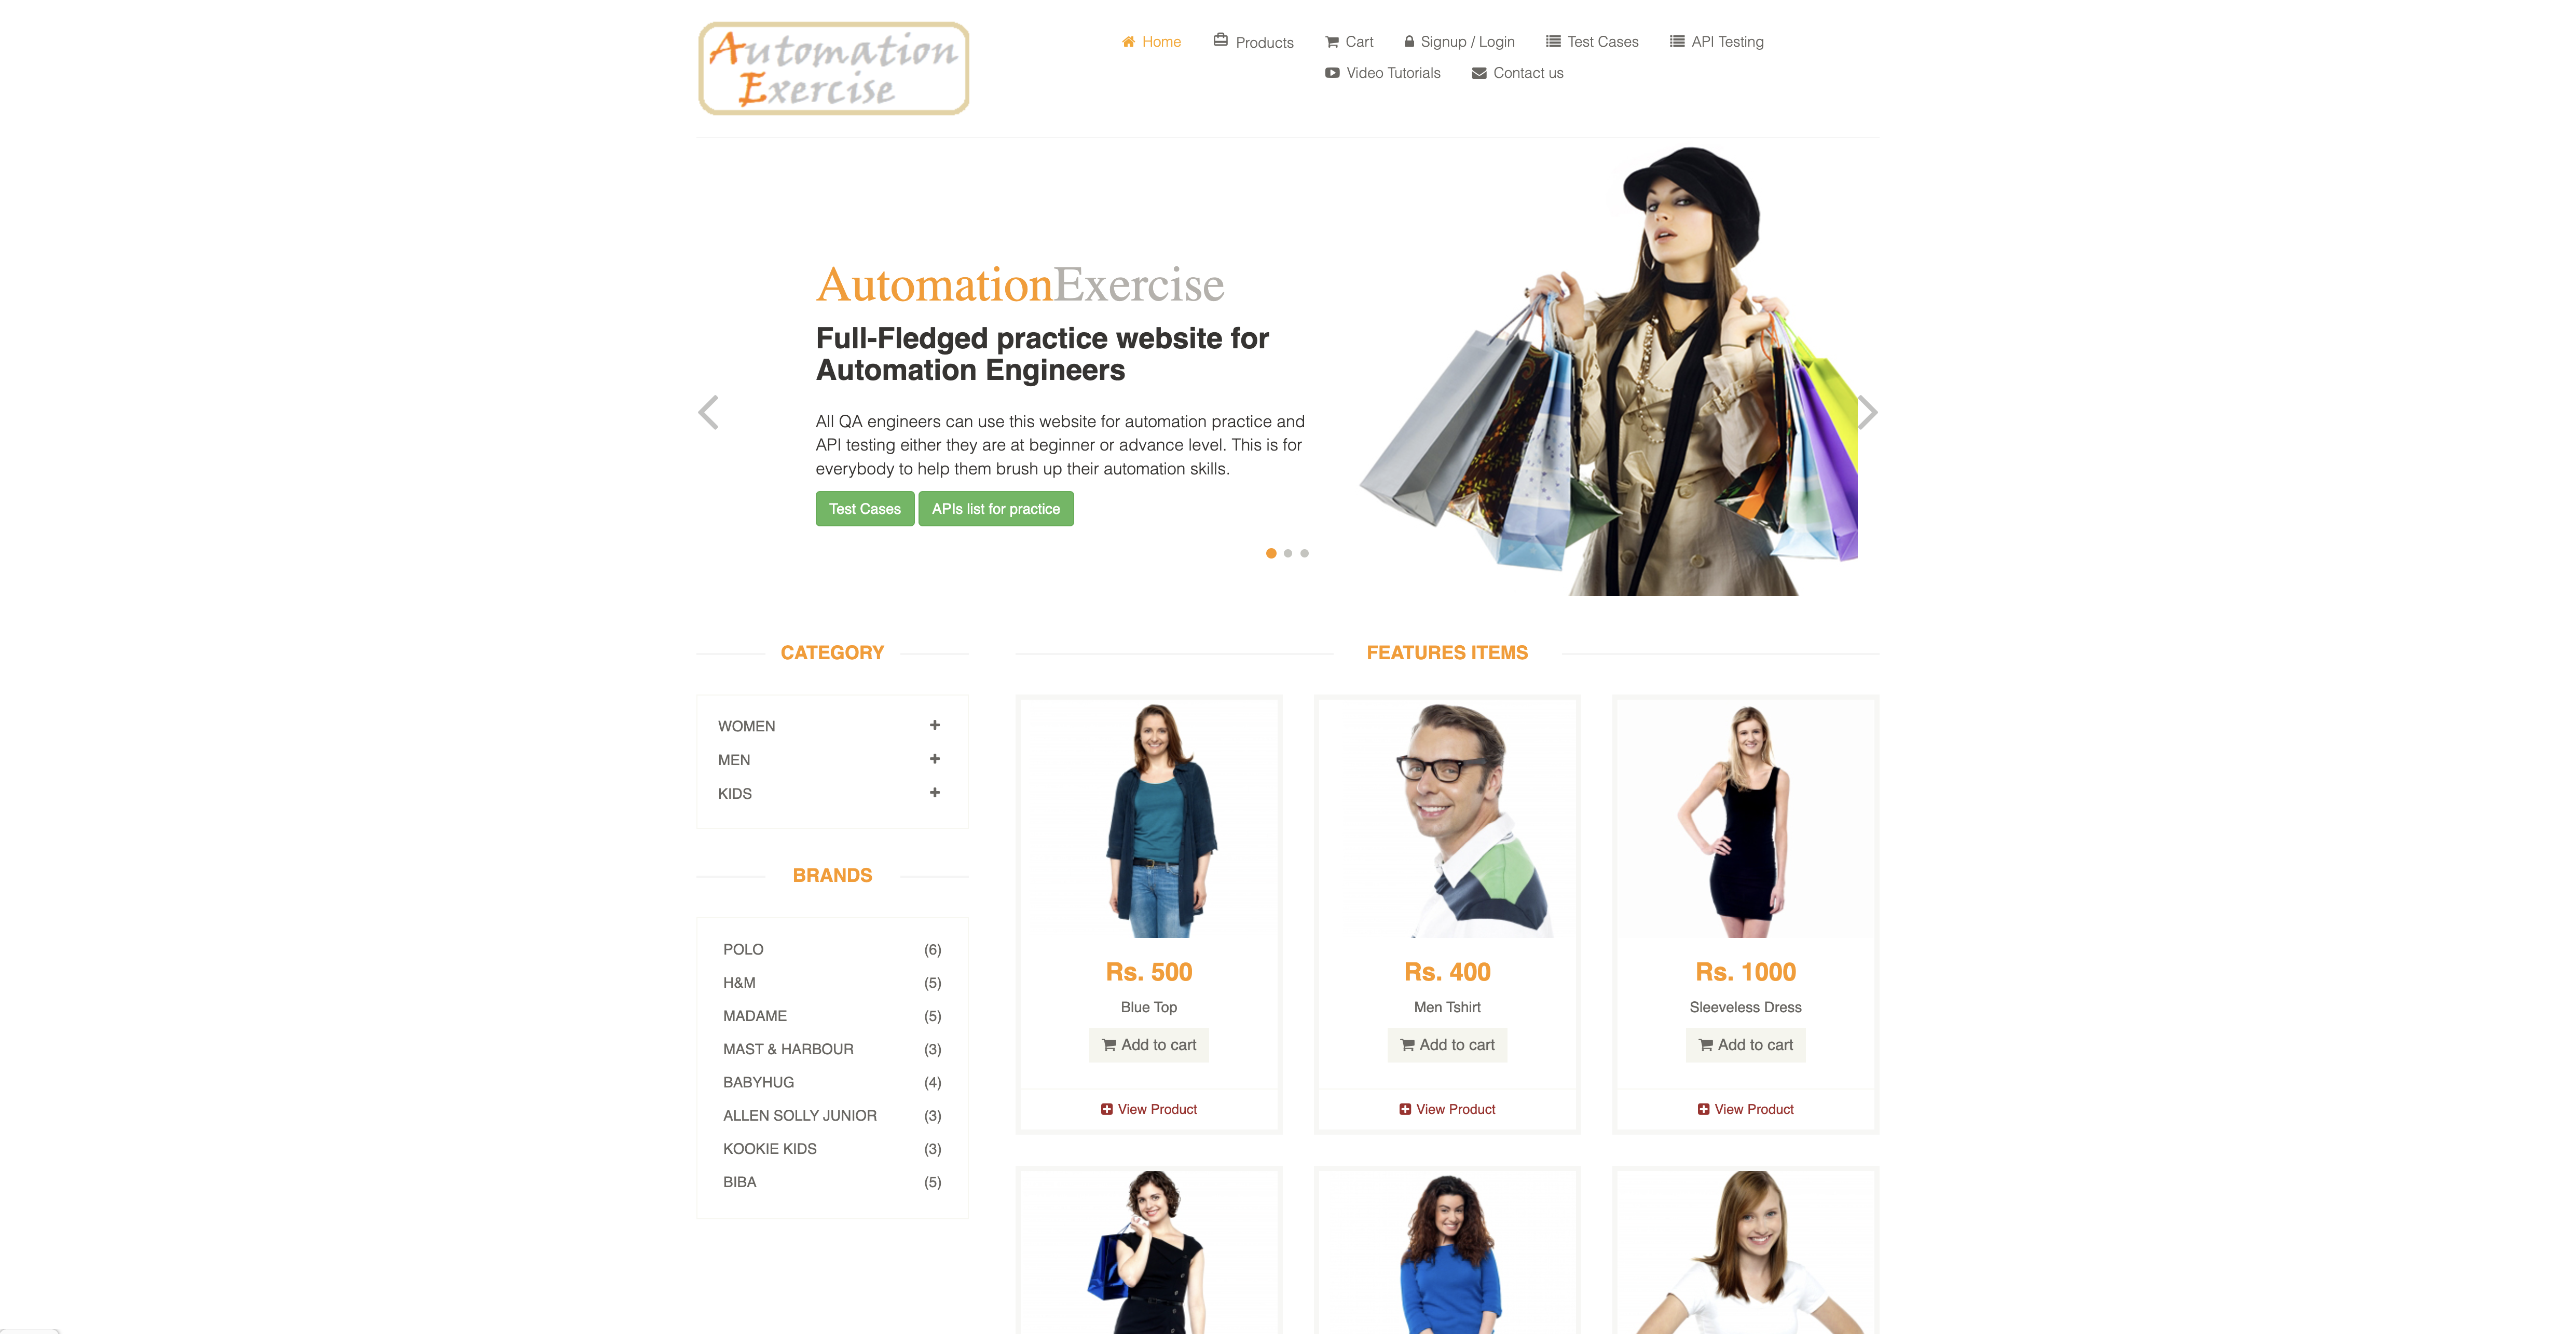 Automation
Exercise
Home
Products
Cart
Signup / Login
Test Cases
API Testing
Video Tutorials
Contact us
AutomationExercise
Full-Fledged practice website for
Automation Engineers
All QA engineers can use this website for automation practice and
API testing either they are at beginner or advance level. This is for
everybody to help them brush up their automation skills.
Test Cases
APIs list for practice
CATEGORY
WOMEN
MEN
KIDS
BRANDS
POLO (6)
H&M (5)
MADAME (5)
MAST & HARBOUR (3)
BABYHUG (4)
ALLEN SOLLY JUNIOR (3)
KOOKIE KIDS (3)
BIBA (5)
FEATURES ITEMS
Rs. 500
Blue Top
Add to cart
View Product
Rs. 400
Men Tshirt
Add to cart
View Product
Rs. 1000
Sleeveless Dress
Add to cart
View Product